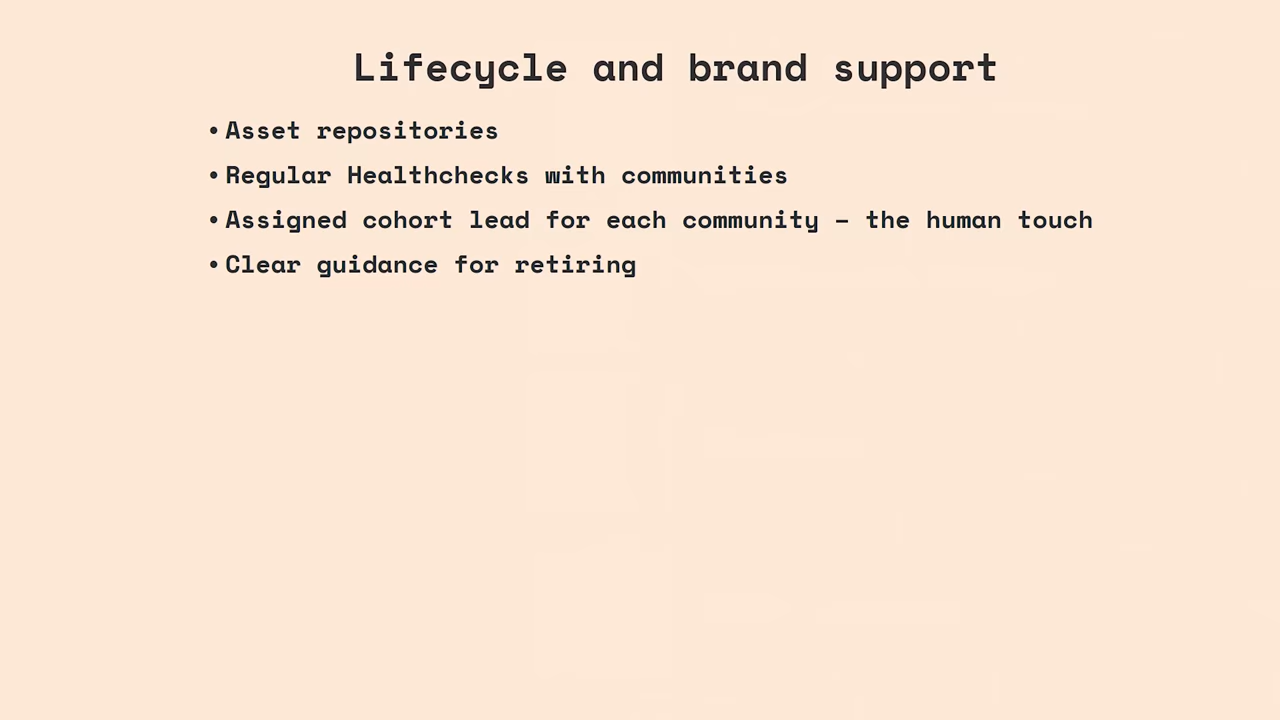 Lifecycle and brand support
• Asset repositories
• Regular Healthchecks with communities
• Assigned cohort lead for each community – the human touch
• Clear guidance for retiring